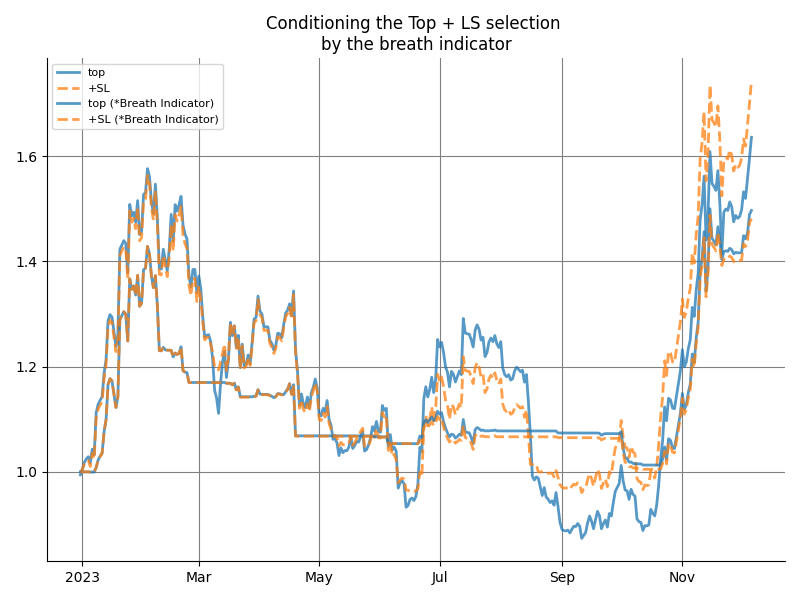 Conditioning the Top + LS selection
by the breath indicator
top
+SL
top (*Breath Indicator)
+SL (*Breath Indicator)
1.6
1.4
1.2
1.0
2023
Mar
May
Jul
Sep
Nov